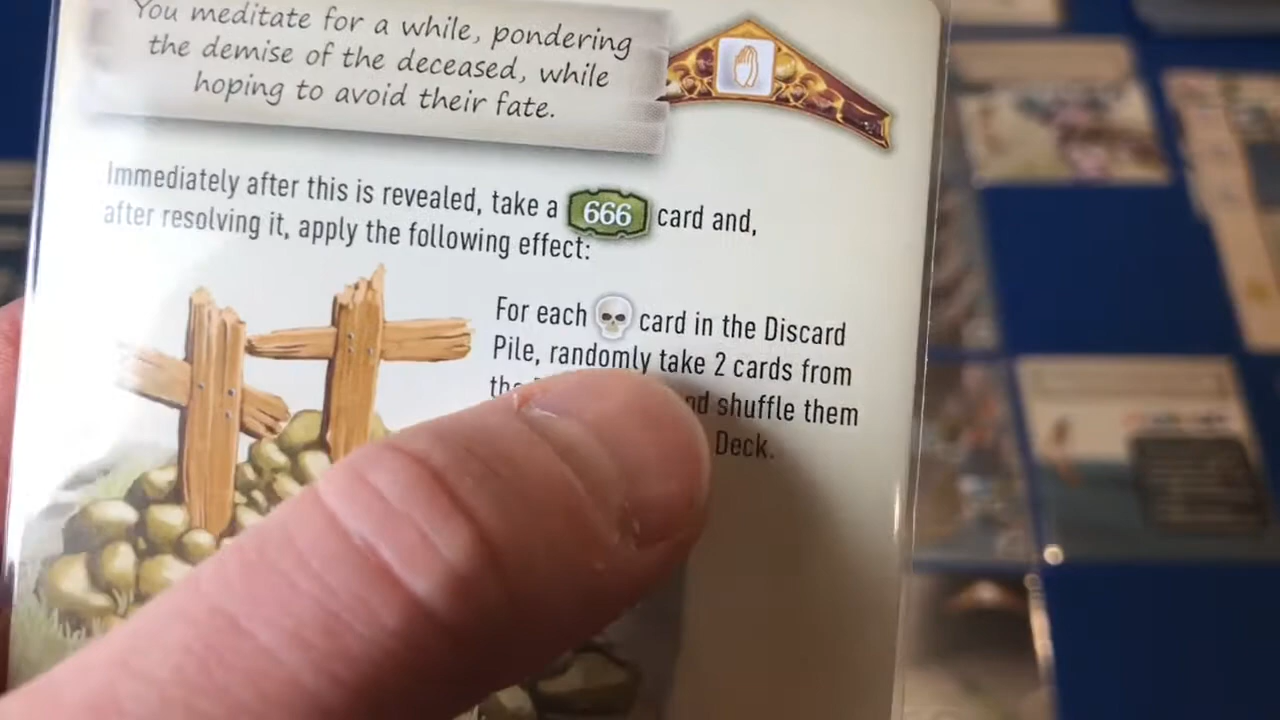 You meditate for a while, pondering
the demise of the deceased, while
hoping to avoid their fate.
Immediately after this is revealed, take a 666 card and,
after resolving it, apply the following effect:
For each card in the Discard
Pile, randomly take 2 cards from
shuffle them
Deck.